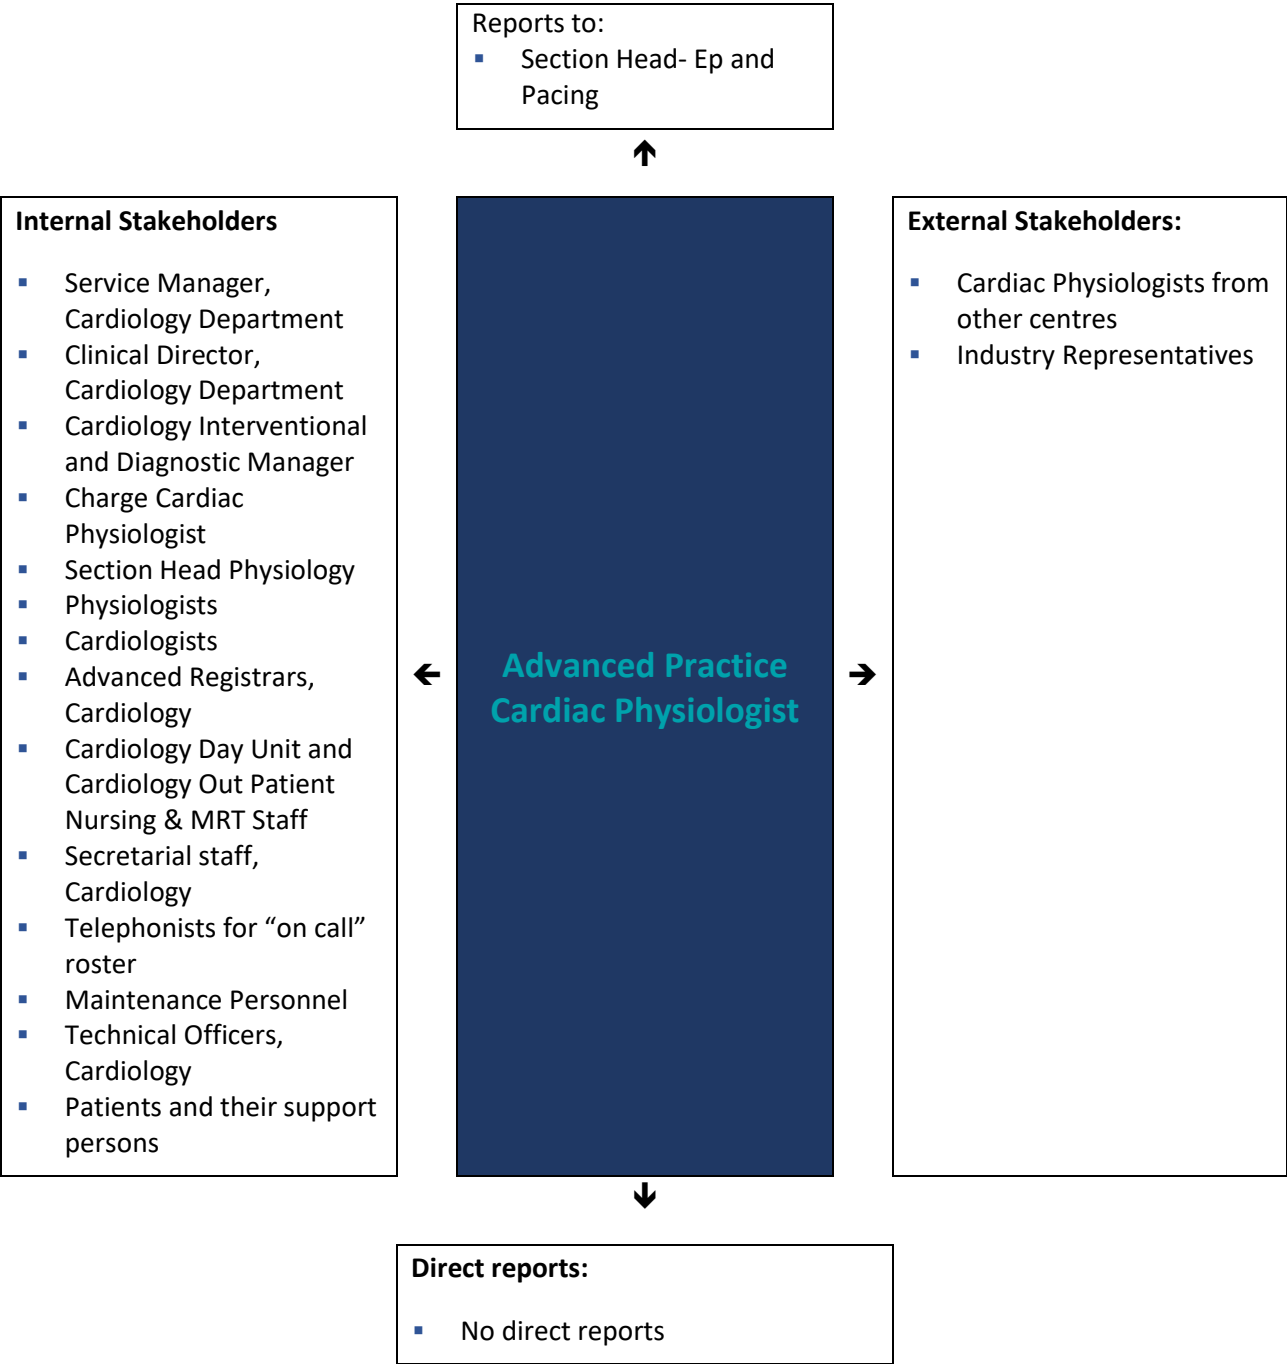 Reports to:
▪ Section Head- Ep and
Pacing
Internal Stakeholders
▪ Service Manager,
Cardiology Department
▪ Clinical Director,
Cardiology Department
▪ Cardiology Interventional
and Diagnostic Manager
▪ Charge Cardiac
Physiologist
▪ Section Head Physiology
▪ Physiologists
▪ Cardiologists
▪ Advanced Registrars,
Cardiology
▪ Cardiology Day Unit and
Cardiology Out Patient
Nursing & MRT Staff
▪ Secretarial staff,
Cardiology
▪ Telephonists for “on call”
roster
▪ Maintenance Personnel
▪ Technical Officers,
Cardiology
▪ Patients and their support
persons
Advanced Practice
Cardiac Physiologist
External Stakeholders:
▪ Cardiac Physiologists from
other centres
▪ Industry Representatives
Direct reports:
▪ No direct reports